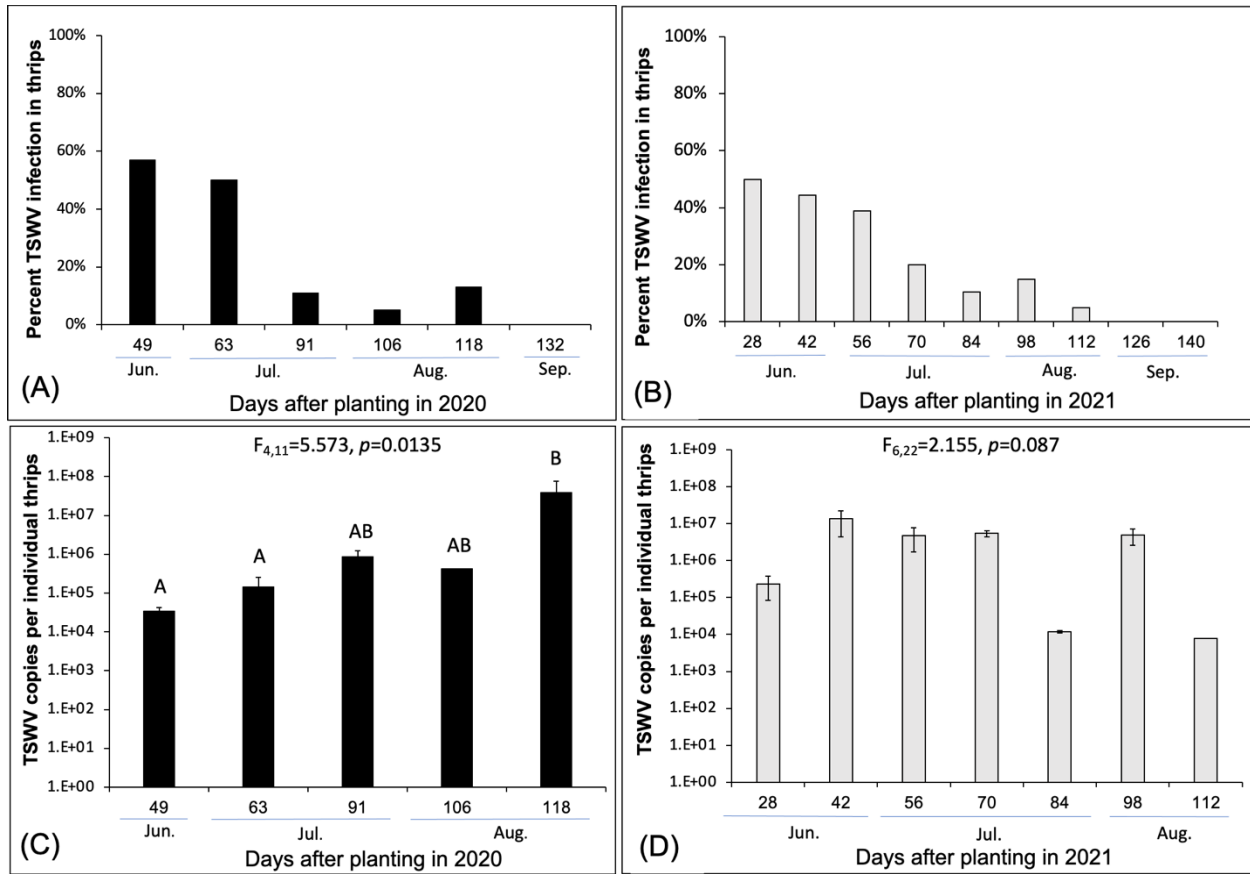 100%
80%
60%
40%
20%
0%
Percent TSWV infection in thrips
49 63 91 106 118 132
Jun. Jul. Aug. Sep.
(A)
Days after planting in 2020
100%
80%
60%
40%
20%
0%
Percent TSWV infection in thrips
28 42 56 70 84 98 112 126 140
Jun. Jul. Aug. Sep.
(B)
Days after planting in 2021
F4,11=5.573, p=0.0135
1.E+09
1.E+08
1.E+07
1.E+06
1.E+05
1.E+04
1.E+03
1.E+02
1.E+01
1.E+00
TSWV copies per individual thrips
A A AB AB B
49 63 91 106 118
Jun. Jul. Aug.
(C)
Days after planting in 2020
F6,22=2.155, p=0.087
1.E+09
1.E+08
1.E+07
1.E+06
1.E+05
1.E+04
1.E+03
1.E+02
1.E+01
1.E+00
TSWV copies per individual thrips
28 42 56 70 84 98 112
Jun. Jul. Aug.
(D)
Days after planting in 2021